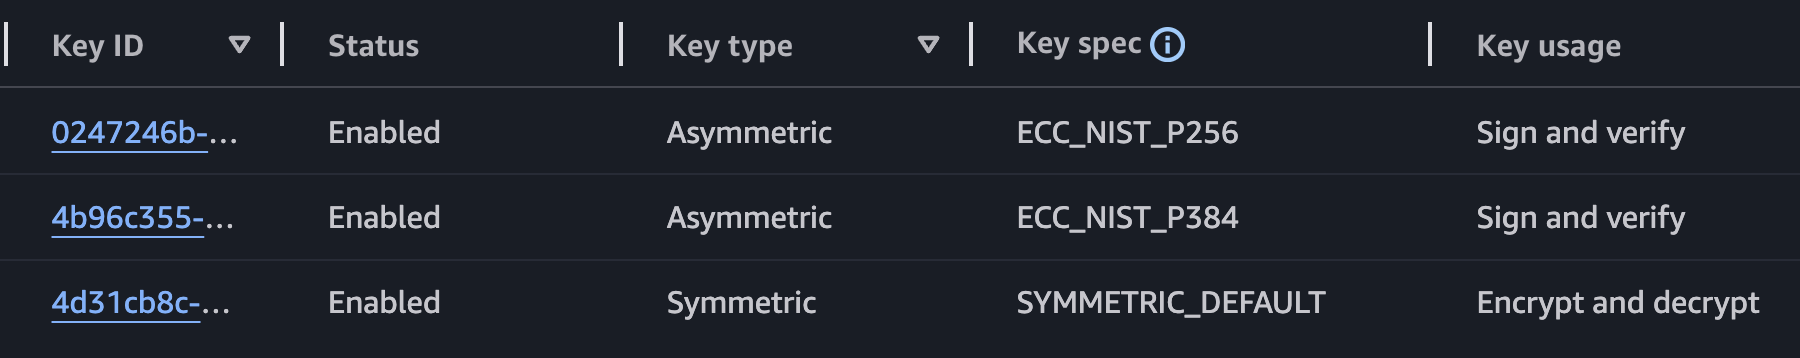 Key ID Status Key type Key spec Key usage
0247246b-... Enabled Asymmetric ECC_NIST_P256 Sign and verify
4b96c355-... Enabled Asymmetric ECC_NIST_P384 Sign and verify
4d31cb8c-... Enabled Symmetric SYMMETRIC_DEFAULT Encrypt and decrypt